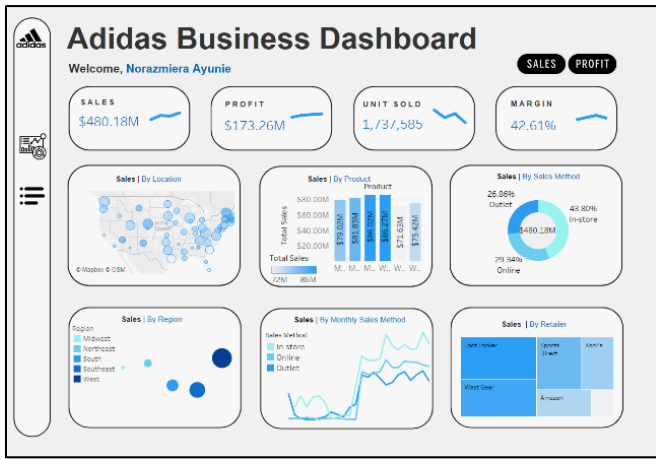 adidas
Adidas Business Dashboard
Welcome, Norazmiera Ayunie
SALES PROFIT
SALES
$480.18M
PROFIT
$173.26M
UNIT SOLD
1,737,585
MARGIN
42.61%
Sales | By Location
© Mapbox © OSM
Sales | By Product
Product
Total Sales
$80.00M
$60.00M
$40.00M
$20.00M
$79.02M
$81.83M
$86.02M
$86.27M
$71.63M
$75.42M
M.. M.. M.. W.. W.. W..
Total Sales
72M 86M
Sales | By Sales Method
26.86%
Outlet
43.80%
In-store
$480.18M
29.34%
Online
Sales | By Region
Region
Midwest
Northeast
South
Southeast
West
Sales | By Monthly Sales Method
Sales Method
In store
Online
Outlet
Sales | By Retailer
Foot Locker
Sports
Direct
Kohl's
West Gear
Amazon